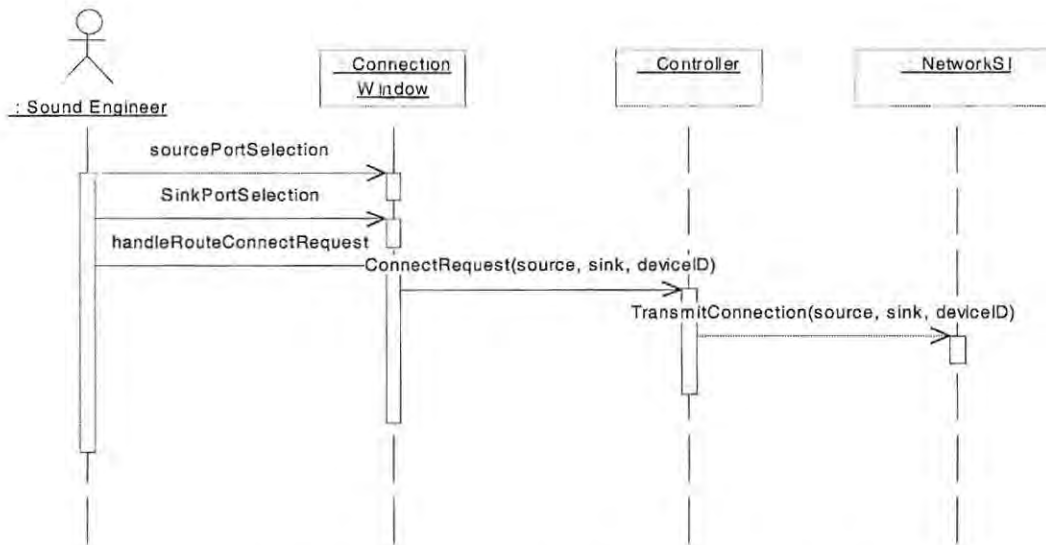 : Connection
Window
: Controller
: NetworkSI
: Sound Engineer
sourcePortSelection
SinkPortSelection
handleRouteConnectRequest
ConnectRequest(source, sink, deviceID)
TransmitConnection(source, sink, deviceID)